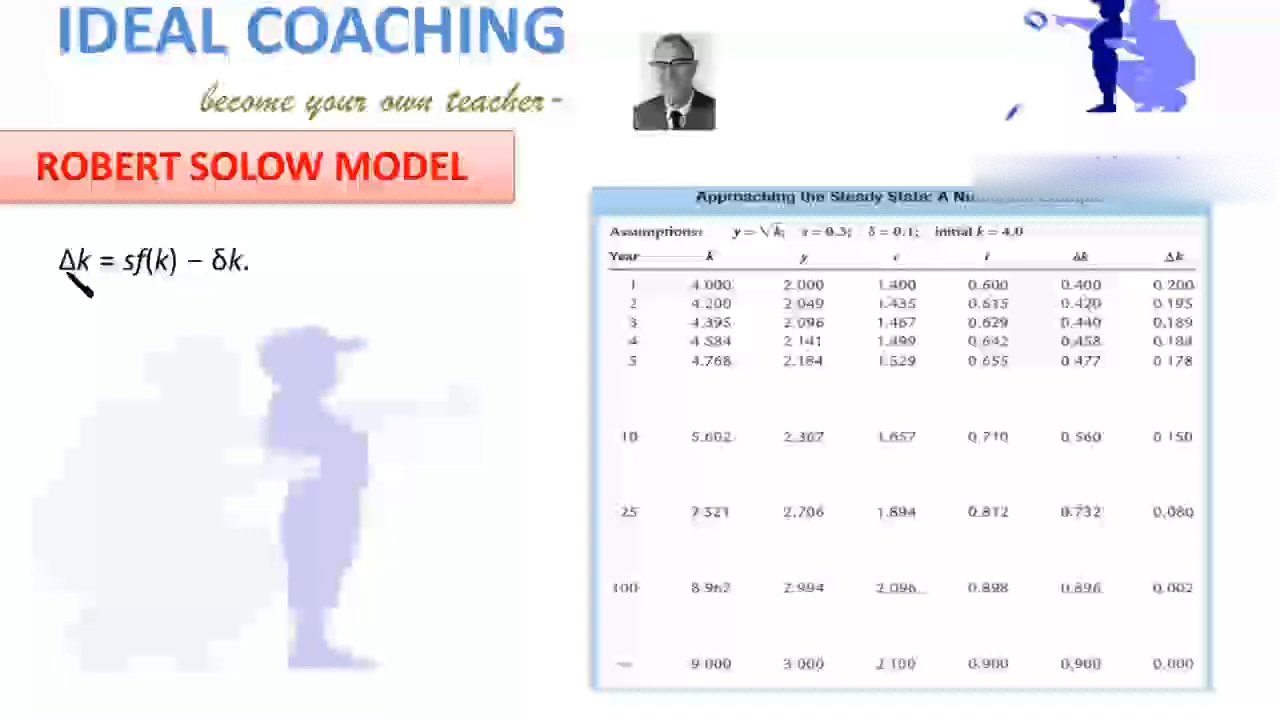 IDEAL COACHING
become your own teacher-
ROBERT SOLOW MODEL
Δk = sf(k) − δk.
Approaching the Steady State: A
Assumptions: y = √k; s = 0.3; δ = 0.1; initial k = 4.0
Year k y c i δk Δk
1 4.000 2.000 1.400 0.600 0.400 0.200
2 4.200 2.049 1.435 0.615 0.420 0.195
3 4.395 2.096 1.467 0.629 0.440 0.189
4 4.584 2.141 1.499 0.642 0.458 0.184
5 4.768 2.184 1.529 0.655 0.477 0.178
10 5.602 2.367 1.657 0.710 0.560 0.150
25 7.321 2.706 1.894 0.812 0.732 0.080
100 8.962 2.994 2.096 0.898 0.896 0.002
9.000 3.000 2.100 0.900 0.900 0.000